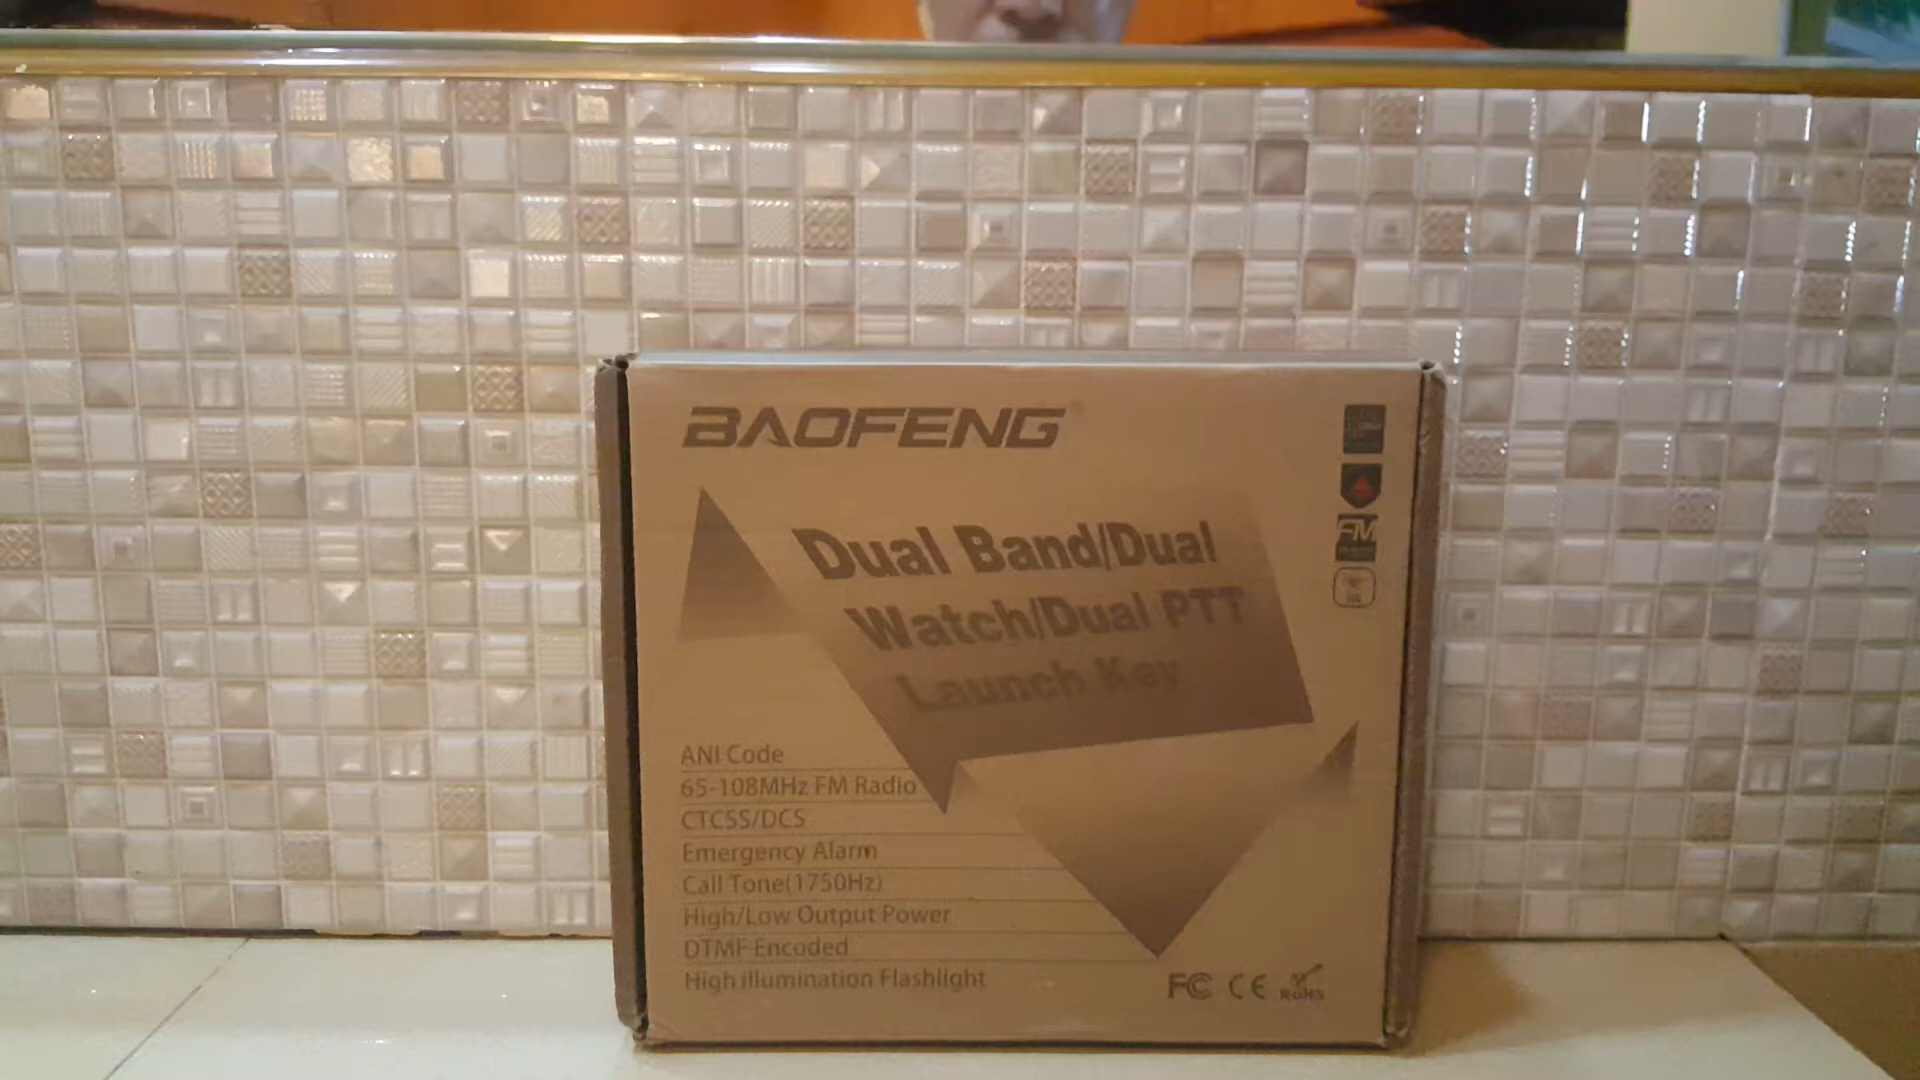 BAOFENG
Dual Band/Dual
Watch/Dual PTT
Launch Key
FM
ANI Code
65-108MHz FM Radio
CTCSS/DCS
Emergency Alarm
Call Tone(1750Hz)
High/Low Output Power
DTMF Encoded
High illumination Flashlight
FC CE RoHS